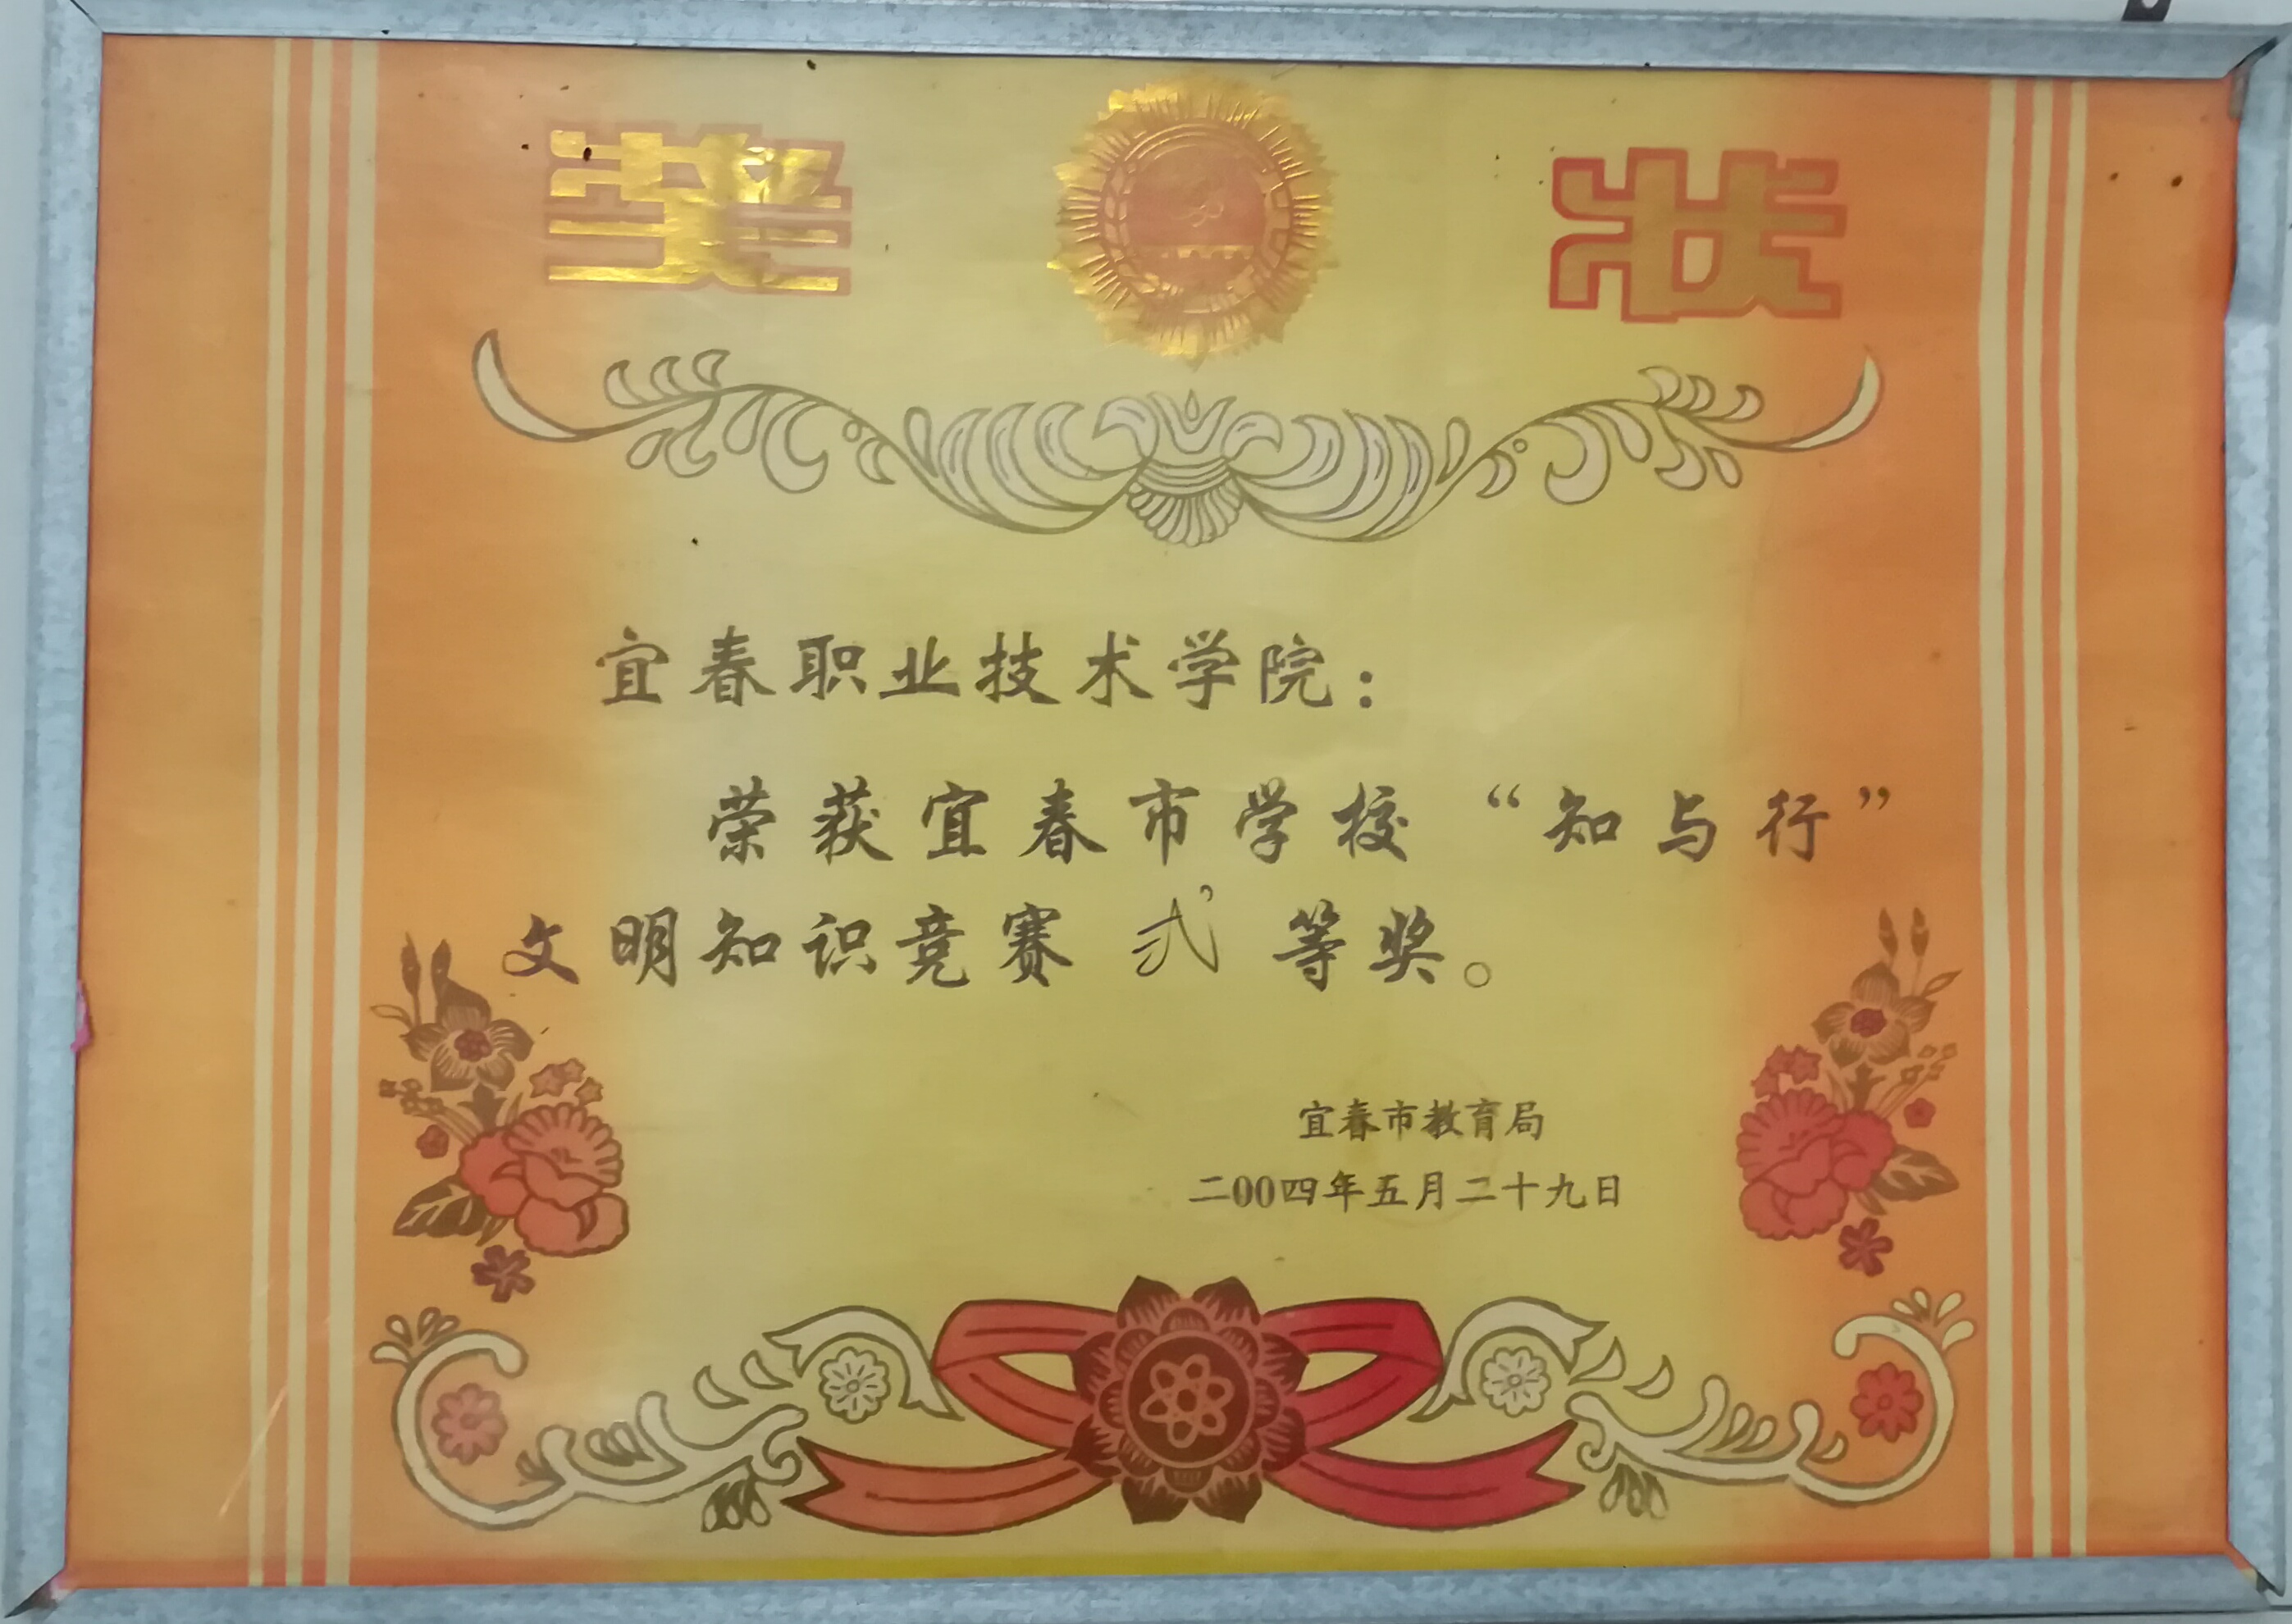 奖 状
宜春职业技术学院：
荣获宜春市学校“知与行”
文明知识竞赛 弍 等奖。
宜春市教育局
二00四年五月二十九日